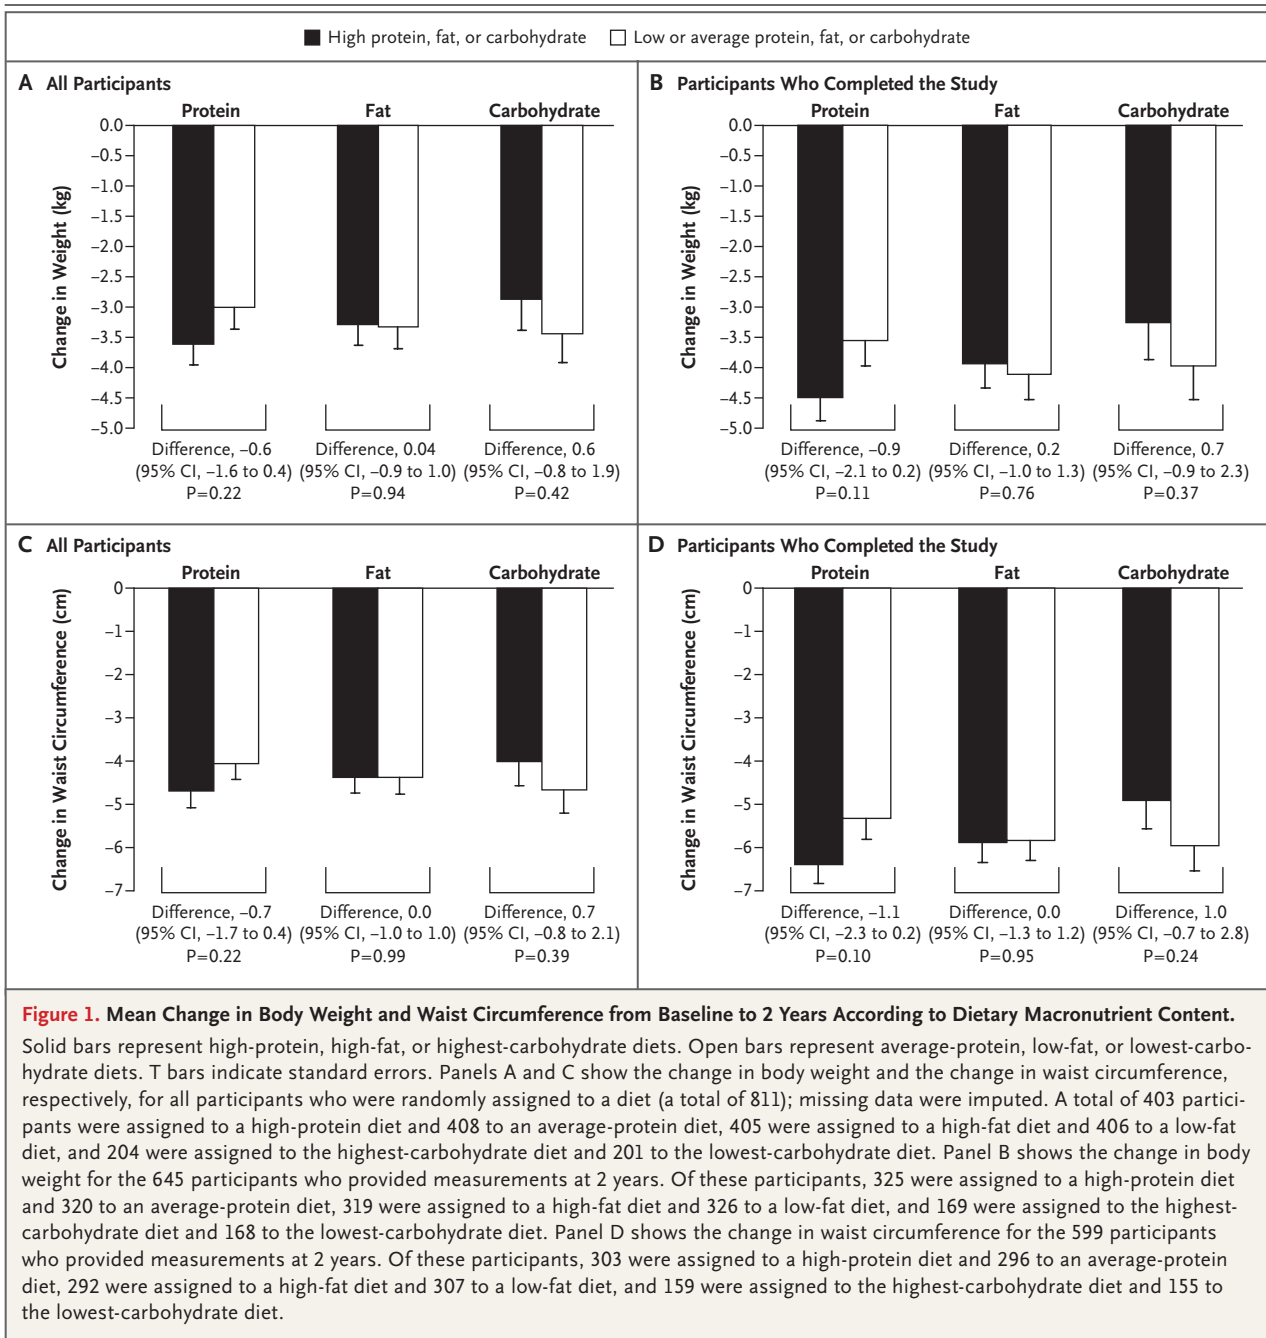 High protein, fat, or carbohydrate Low or average protein, fat, or carbohydrate
A All Participants
Protein Fat Carbohydrate
Change in Weight (kg)
0.0
–0.5
–1.0
–1.5
–2.0
–2.5
–3.0
–3.5
–4.0
–4.5
–5.0
Difference, –0.6 Difference, 0.04 Difference, 0.6
(95% CI, –1.6 to 0.4) (95% CI, –0.9 to 1.0) (95% CI, –0.8 to 1.9)
P=0.22 P=0.94 P=0.42
B Participants Who Completed the Study
Protein Fat Carbohydrate
Change in Weight (kg)
0.0
–0.5
–1.0
–1.5
–2.0
–2.5
–3.0
–3.5
–4.0
–4.5
–5.0
Difference, –0.9 Difference, 0.2 Difference, 0.7
(95% CI, –2.1 to 0.2) (95% CI, –1.0 to 1.3) (95% CI, –0.9 to 2.3)
P=0.11 P=0.76 P=0.37
C All Participants
Protein Fat Carbohydrate
Change in Waist Circumference (cm)
0
–1
–2
–3
–4
–5
–6
–7
Difference, –0.7 Difference, 0.0 Difference, 0.7
(95% CI, –1.7 to 0.4) (95% CI, –1.0 to 1.0) (95% CI, –0.8 to 2.1)
P=0.22 P=0.99 P=0.39
D Participants Who Completed the Study
Protein Fat Carbohydrate
Change in Waist Circumference (cm)
0
–1
–2
–3
–4
–5
–6
–7
Difference, –1.1 Difference, 0.0 Difference, 1.0
(95% CI, –2.3 to 0.2) (95% CI, –1.3 to 1.2) (95% CI, –0.7 to 2.8)
P=0.10 P=0.95 P=0.24
Figure 1. Mean Change in Body Weight and Waist Circumference from Baseline to 2 Years According to Dietary Macronutrient Content.
Solid bars represent high-protein, high-fat, or highest-carbohydrate diets. Open bars represent average-protein, low-fat, or lowest-carbo-
hydrate diets. T bars indicate standard errors. Panels A and C show the change in body weight and the change in waist circumference,
respectively, for all participants who were randomly assigned to a diet (a total of 811); missing data were imputed. A total of 403 partici-
pants were assigned to a high-protein diet and 408 to an average-protein diet, 405 were assigned to a high-fat diet and 406 to a low-fat
diet, and 204 were assigned to the highest-carbohydrate diet and 201 to the lowest-carbohydrate diet. Panel B shows the change in body
weight for the 645 participants who provided measurements at 2 years. Of these participants, 325 were assigned to a high-protein diet
and 320 to an average-protein diet, 319 were assigned to a high-fat diet and 326 to a low-fat diet, and 169 were assigned to the highest-
carbohydrate diet and 168 to the lowest-carbohydrate diet. Panel D shows the change in waist circumference for the 599 participants
who provided measurements at 2 years. Of these participants, 303 were assigned to a high-protein diet and 296 to an average-protein
diet, 292 were assigned to a high-fat diet and 307 to a low-fat diet, and 159 were assigned to the highest-carbohydrate diet and 155 to
the lowest-carbohydrate diet.